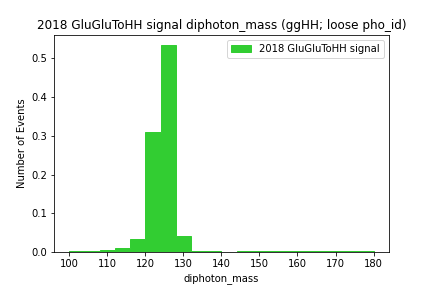 2018 GluGluToHH signal diphoton_mass (ggHH; loose pho_id)
2018 GluGluToHH signal
Number of Events
0.5
0.4
0.3
0.2
0.1
0.0
100 110 120 130 140 150 160 170 180
diphoton_mass